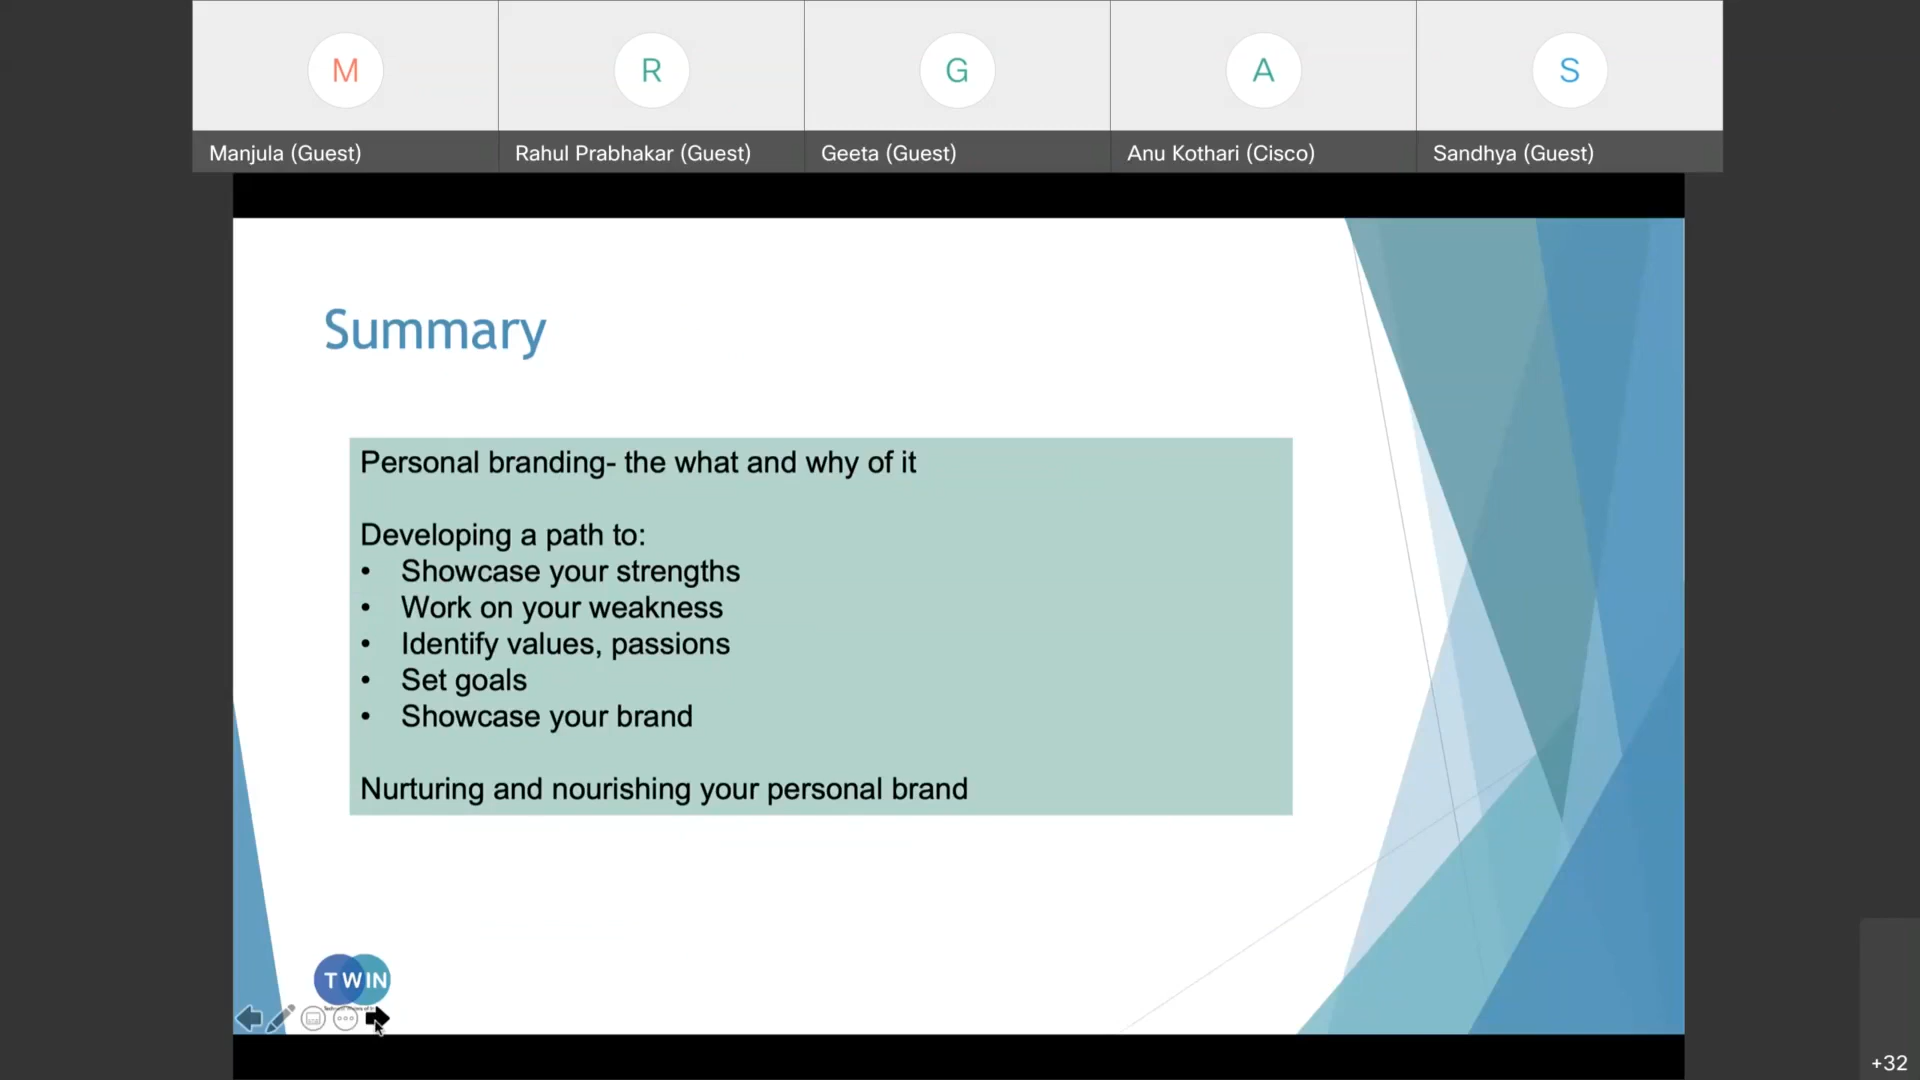 M
R
G
A
S
Manjula (Guest)
Rahul Prabhakar (Guest)
Geeta (Guest)
Anu Kothari (Cisco)
Sandhya (Guest)
Summary
Personal branding- the what and why of it
Developing a path to:
• Showcase your strengths
• Work on your weakness
• Identify values, passions
• Set goals
• Showcase your brand
Nurturing and nourishing your personal brand
TWIN
+32